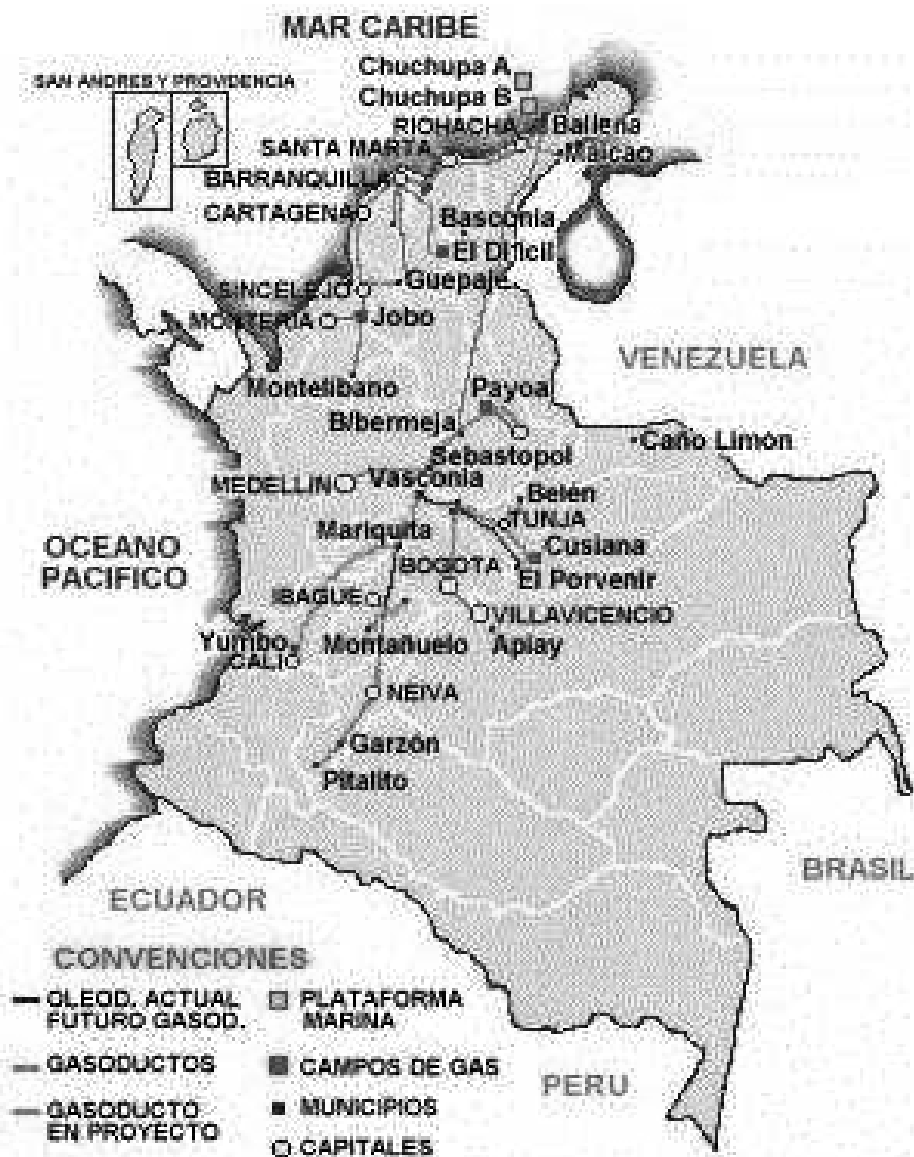 MAR CARIBE
Chuchupa A
SAN ANDRES Y PROVIDENCIA
Chuchupa B
RIOHACHA
Ballena
SANTA MARTA
Maicao
BARRANQUILLA
CARTAGENA
Basconia
El Dificil
Guepaje
SINCELEJO
MONTERIA
Jobo
VENEZUELA
Montelibano
Payoa
B/bermeja
Caño Limón
Sebastopol
MEDELLIN
Vasconia
Belén
TUNJA
Mariquita
OCEANO
PACIFICO
Cusiana
BOGOTA
El Porvenir
IBAGUE
VILLAVICENCIO
Yumbo
Montañuelo
Apiay
CALI
NEIVA
Garzón
Pitalito
BRASIL
ECUADOR
CONVENCIONES
OLEOD. ACTUAL
FUTURO GASOD.
PLATAFORMA
MARINA
GASODUCTOS
CAMPOS DE GAS
PERU
GASODUCTO
EN PROYECTO
MUNICIPIOS
CAPITALES